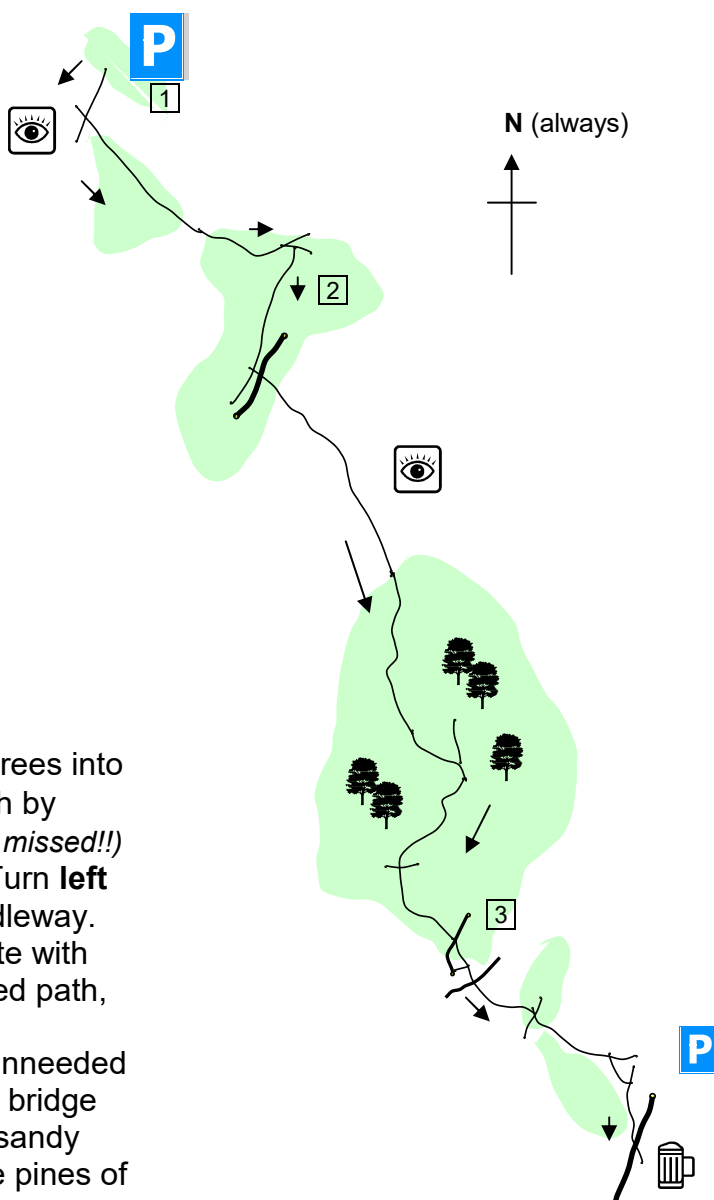 P
1
N (always)
2
rees into
h by
missed!!)
Turn left
dleway.
te with
ed path,
3
nneeded
bridge
sandy
e pines of
P